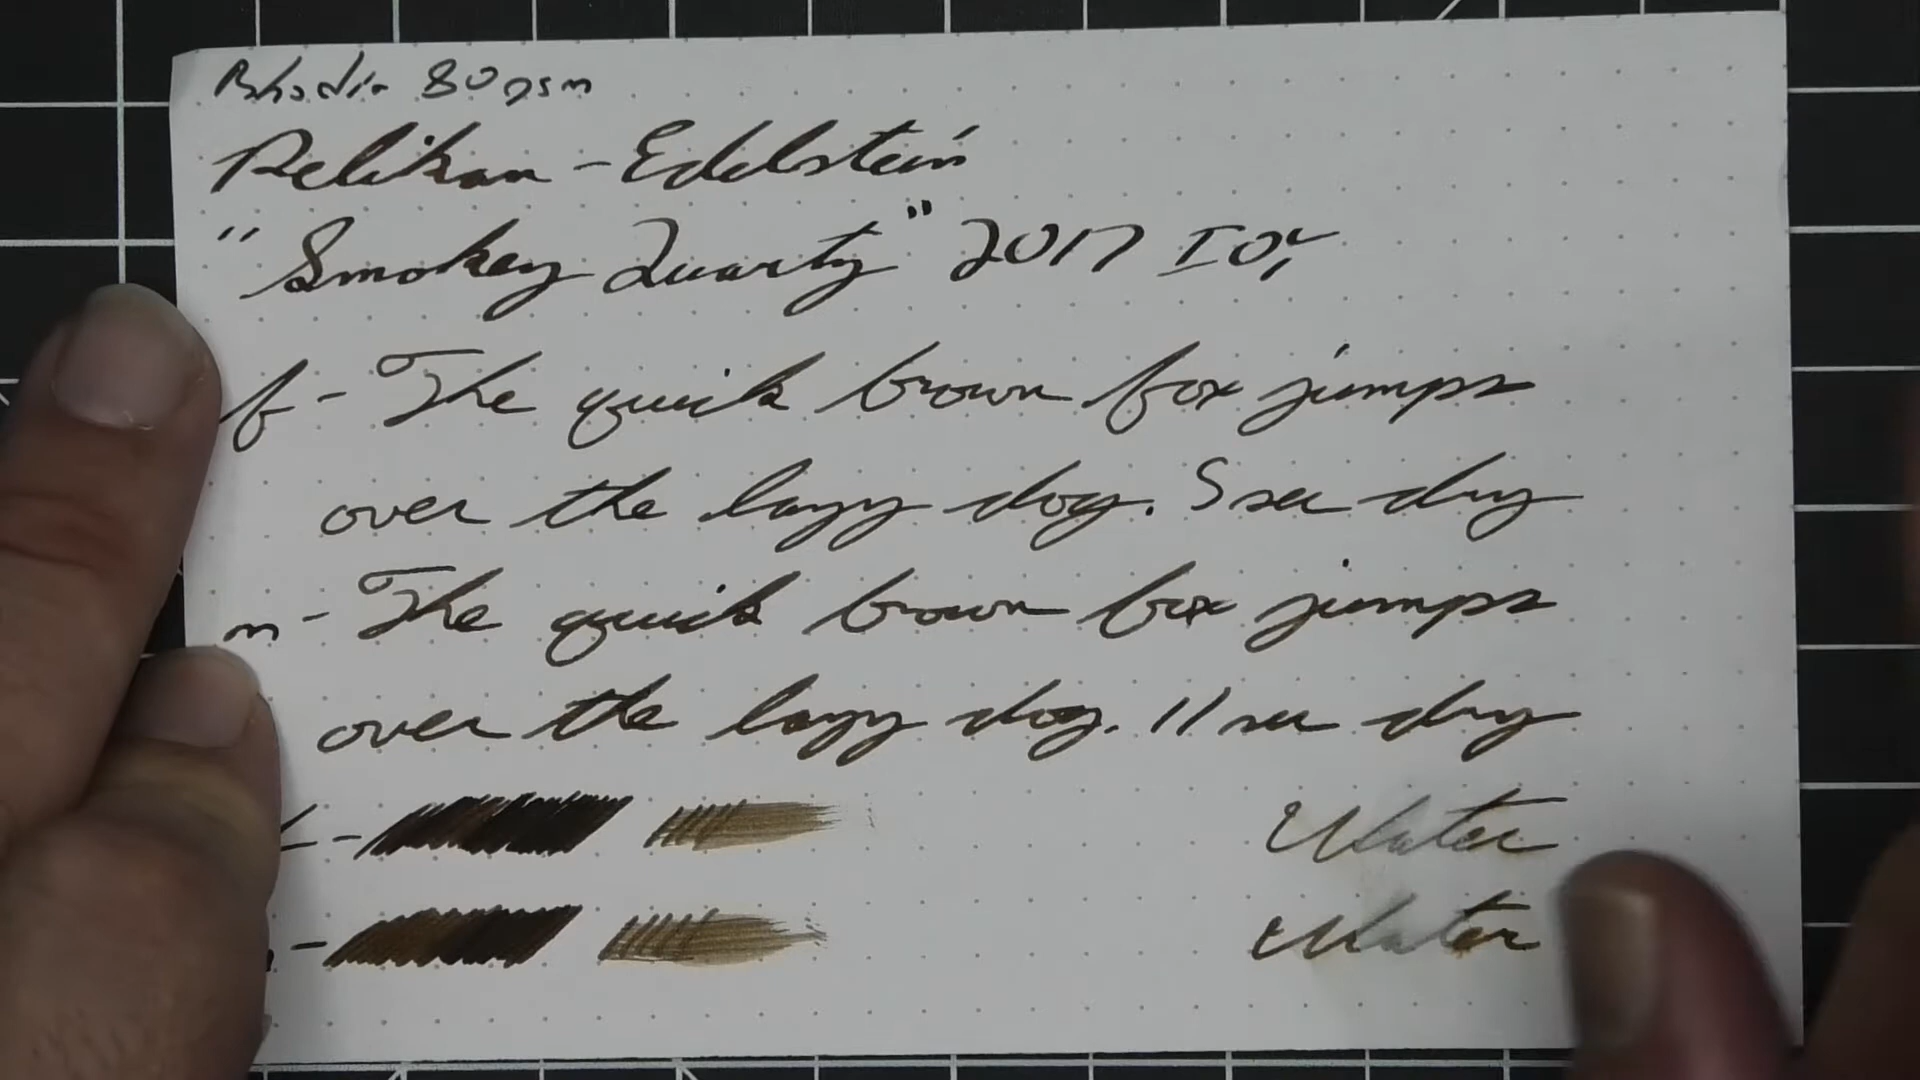 Rhodia 80gsm
Pelikan - Edelstein
"Smokey Quartz" 2017 IOY
f - The quick brown fox jumps
over the lazy dog. 5 sec dry
m - The quick brown fox jumps
over the lazy dog. 11 sec dry
Water
Water